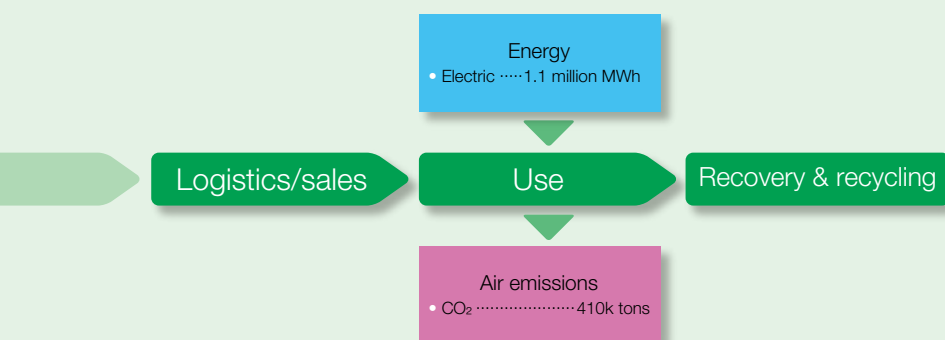 Energy
• Electric ·····1.1 million MWh
Logistics/sales
Use
Recovery & recycling
Air emissions
• CO₂ ······················410k tons